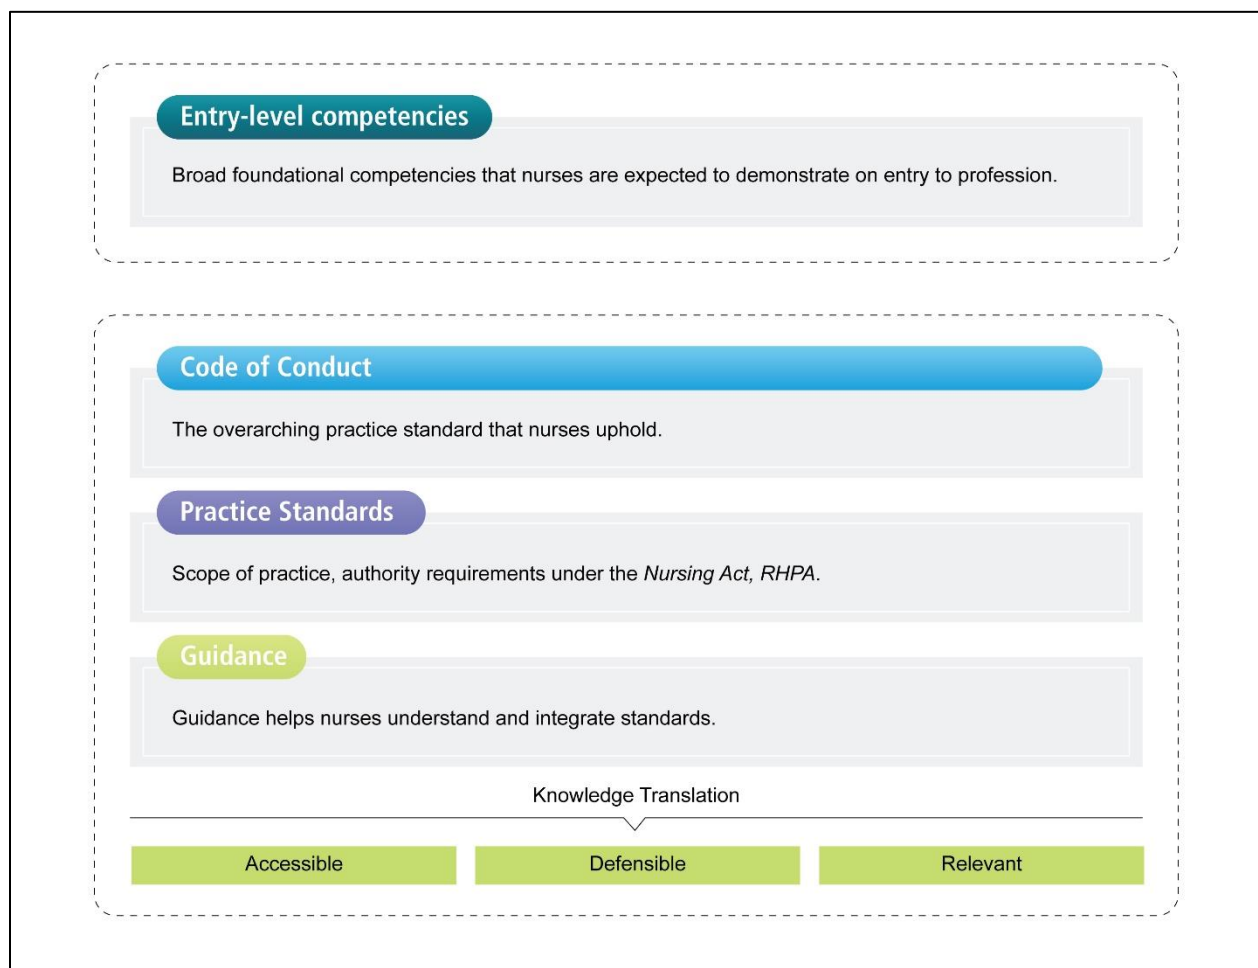 Entry-level competencies
Broad foundational competencies that nurses are expected to demonstrate on entry to profession.
Code of Conduct
The overarching practice standard that nurses uphold.
Practice Standards
Scope of practice, authority requirements under the Nursing Act, RHPA.
Guidance
Guidance helps nurses understand and integrate standards.
Knowledge Translation
Accessible
Defensible
Relevant